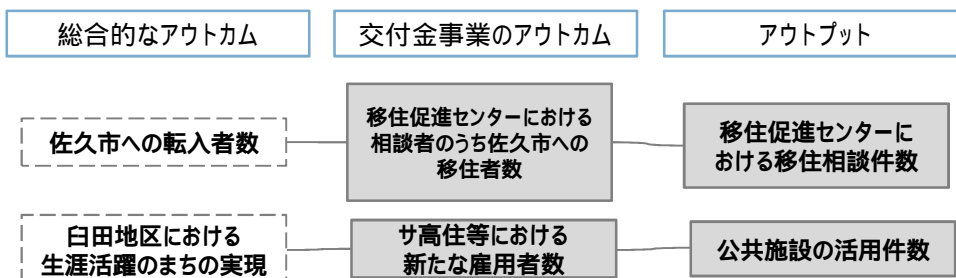 総合的なアウトカム
交付金事業のアウトカム
アウトプット
佐久市への転入者数
移住促進センターにおける
相談者のうち佐久市への
移住者数
移住促進センターに
おける移住相談件数
臼田地区における
生涯活躍のまちの実現
サ高住等における
新たな雇用者数
公共施設の活用件数